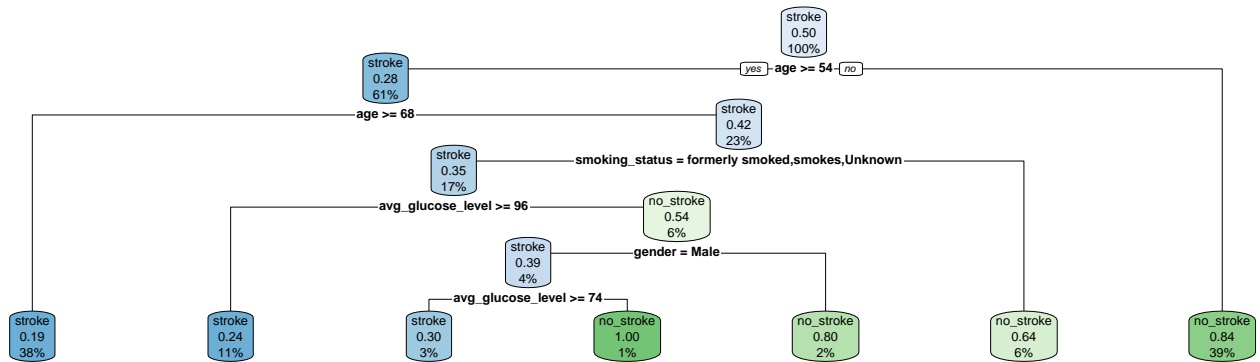 stroke
0.50
100%
yes age >= 54 no
stroke
0.28
61%
age >= 68
stroke
0.42
23%
smoking_status = formerly smoked,smokes,Unknown
stroke
0.35
17%
avg_glucose_level >= 96
no_stroke
0.54
6%
gender = Male
stroke
0.39
4%
avg_glucose_level >= 74
stroke
0.19
38%
stroke
0.24
11%
stroke
0.30
3%
no_stroke
1.00
1%
no_stroke
0.80
2%
no_stroke
0.64
6%
no_stroke
0.84
39%